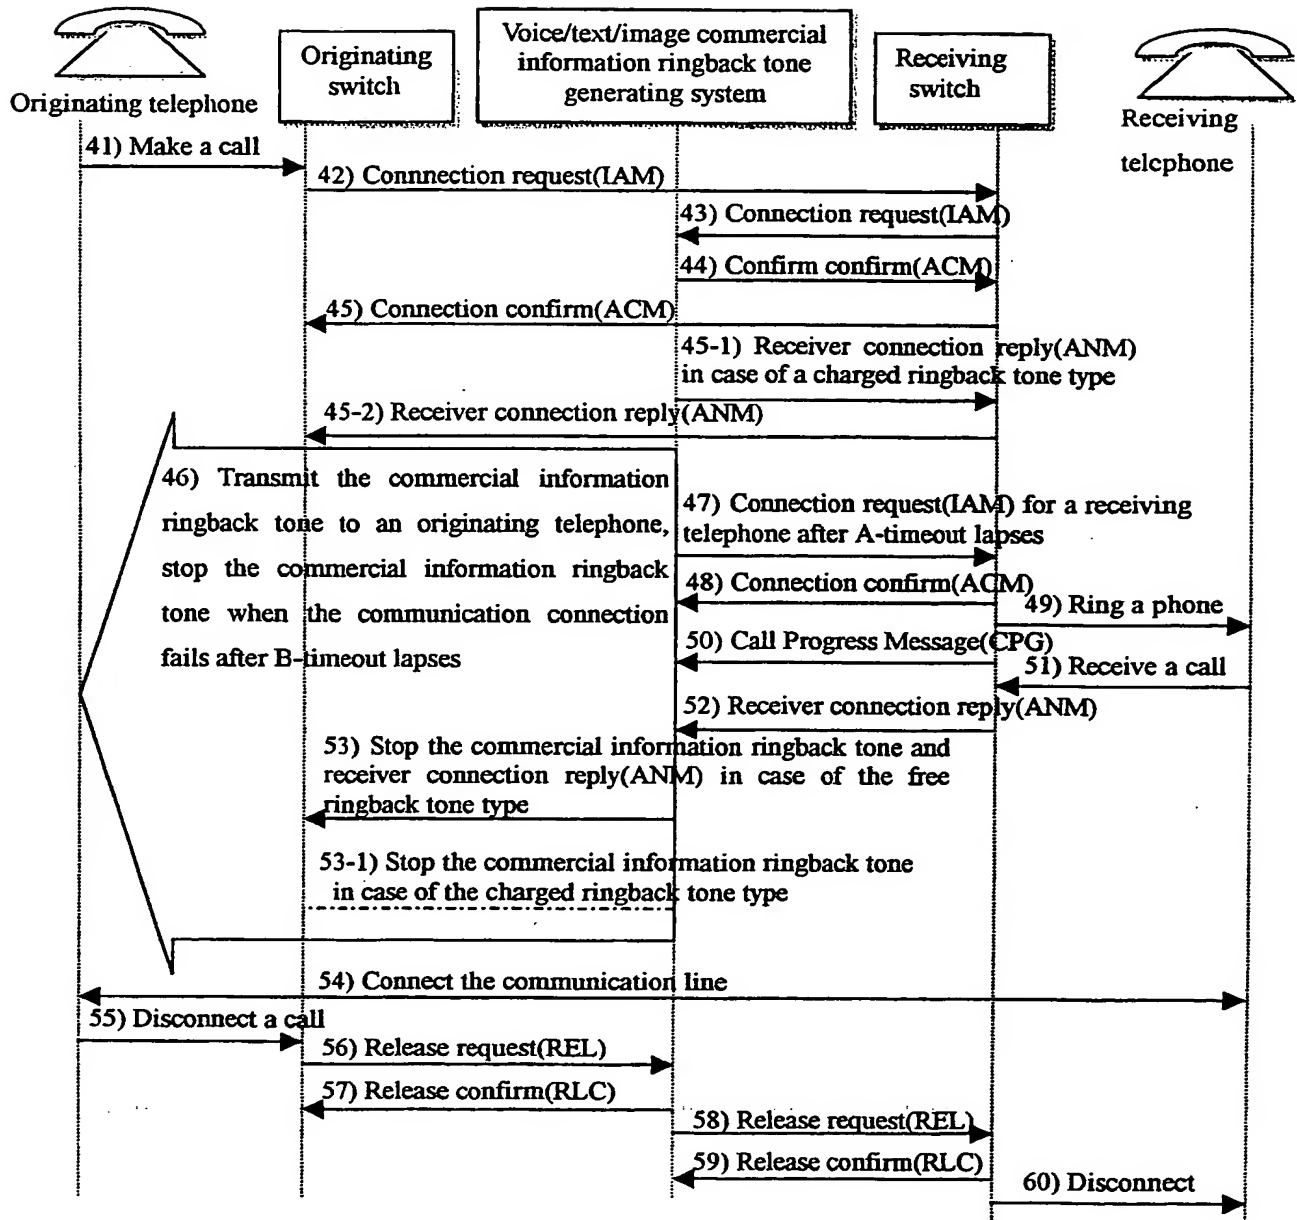 Originating telephone
Originating
switch
Voice/text/image commercial
information ringback tone
generating system
Receiving
switch
Receiving
telephone
41) Make a call
42) Connnection request(IAM)
43) Connection request(IAM)
44) Confirm confirm(ACM)
45) Connection confirm(ACM)
45-1) Receiver connection reply(ANM)
in case of a charged ringback tone type
45-2) Receiver connection reply(ANM)
46) Transmit the commercial information
ringback tone to an originating telephone,
stop the commercial information ringback
tone when the communication connection
fails after B-timeout lapses
47) Connection request(IAM) for a receiving
telephone after A-timeout lapses
48) Connection confirm(ACM)
49) Ring a phone
50) Call Progress Message(CPG)
51) Receive a call
52) Receiver connection reply(ANM)
53) Stop the commercial information ringback tone and
receiver connection reply(ANM) in case of the free
ringback tone type
53-1) Stop the commercial information ringback tone
in case of the charged ringback tone type
54) Connect the communication line
55) Disconnect a call
56) Release request(REL)
57) Release confirm(RLC)
58) Release request(REL)
59) Release confirm(RLC)
60) Disconnect